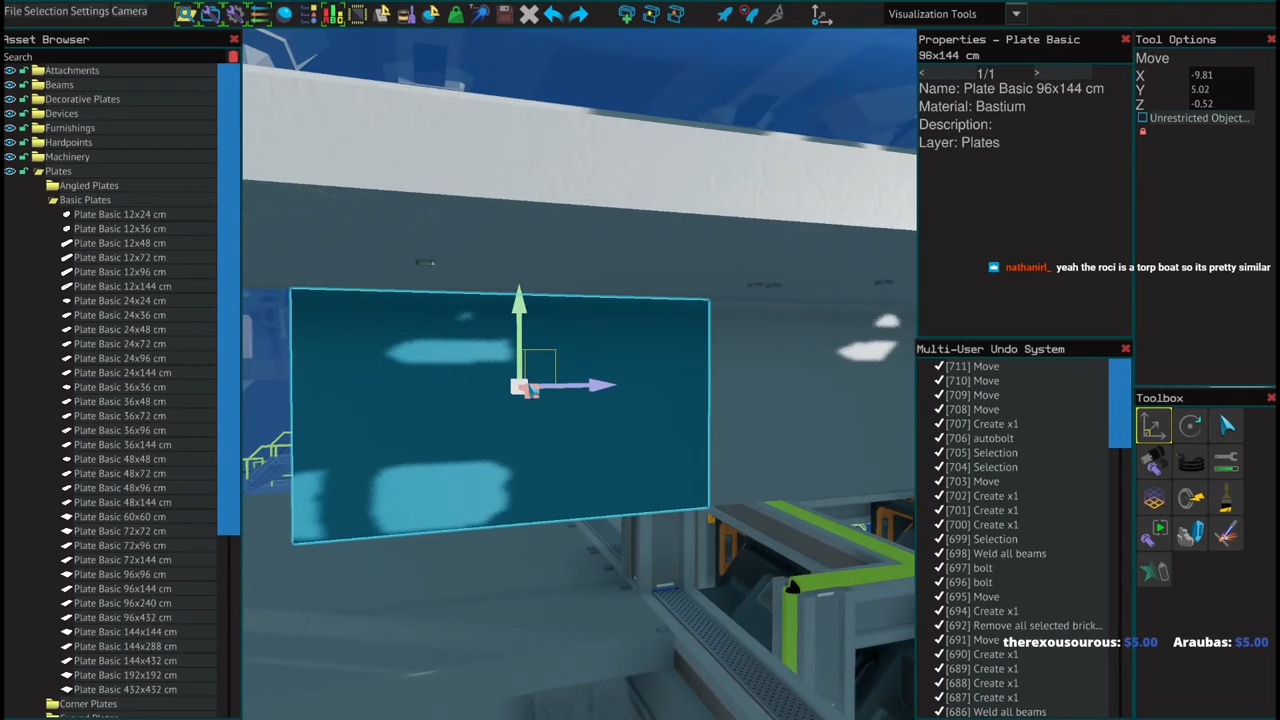 File Selection Settings Camera
Visualization Tools
Asset Browser
Search
Attachments
Beams
Decorative Plates
Devices
Furnishings
Hardpoints
Machinery
Plates
Angled Plates
Basic Plates
Plate Basic 12x24 cm
Plate Basic 12x36 cm
Plate Basic 12x48 cm
Plate Basic 12x72 cm
Plate Basic 12x96 cm
Plate Basic 12x144 cm
Plate Basic 24x24 cm
Plate Basic 24x36 cm
Plate Basic 24x48 cm
Plate Basic 24x72 cm
Plate Basic 24x96 cm
Plate Basic 24x144 cm
Plate Basic 36x36 cm
Plate Basic 36x48 cm
Plate Basic 36x72 cm
Plate Basic 36x96 cm
Plate Basic 36x144 cm
Plate Basic 48x48 cm
Plate Basic 48x72 cm
Plate Basic 48x96 cm
Plate Basic 48x144 cm
Plate Basic 60x60 cm
Plate Basic 72x72 cm
Plate Basic 72x96 cm
Plate Basic 72x144 cm
Plate Basic 96x96 cm
Plate Basic 96x144 cm
Plate Basic 96x240 cm
Plate Basic 96x432 cm
Plate Basic 144x144 cm
Plate Basic 144x288 cm
Plate Basic 144x432 cm
Plate Basic 192x192 cm
Plate Basic 432x432 cm
Corner Plates
Properties - Plate Basic
96x144 cm
< 1/1 >
Name: Plate Basic 96x144 cm
Material: Bastium
Description:
Layer: Plates
Tool Options
Move
X -9.81
Y 5.02
Z -0.52
Unrestricted Object...
nathanirl_ yeah the roci is a torp boat so its pretty similar
Multi-User Undo System
[711] Move
[710] Move
[709] Move
[708] Move
[707] Create x1
[706] autobolt
[705] Selection
[704] Selection
[703] Move
[702] Create x1
[701] Create x1
[700] Create x1
[699] Selection
[698] Weld all beams
[697] bolt
[696] bolt
[695] Move
[694] Create x1
[692] Remove all selected brick...
[691] Move
[690] Create x1
[689] Create x1
[688] Create x1
[687] Create x1
[686] Weld all beams
Toolbox
therexousourous: $5.00 Araubas: $5.00